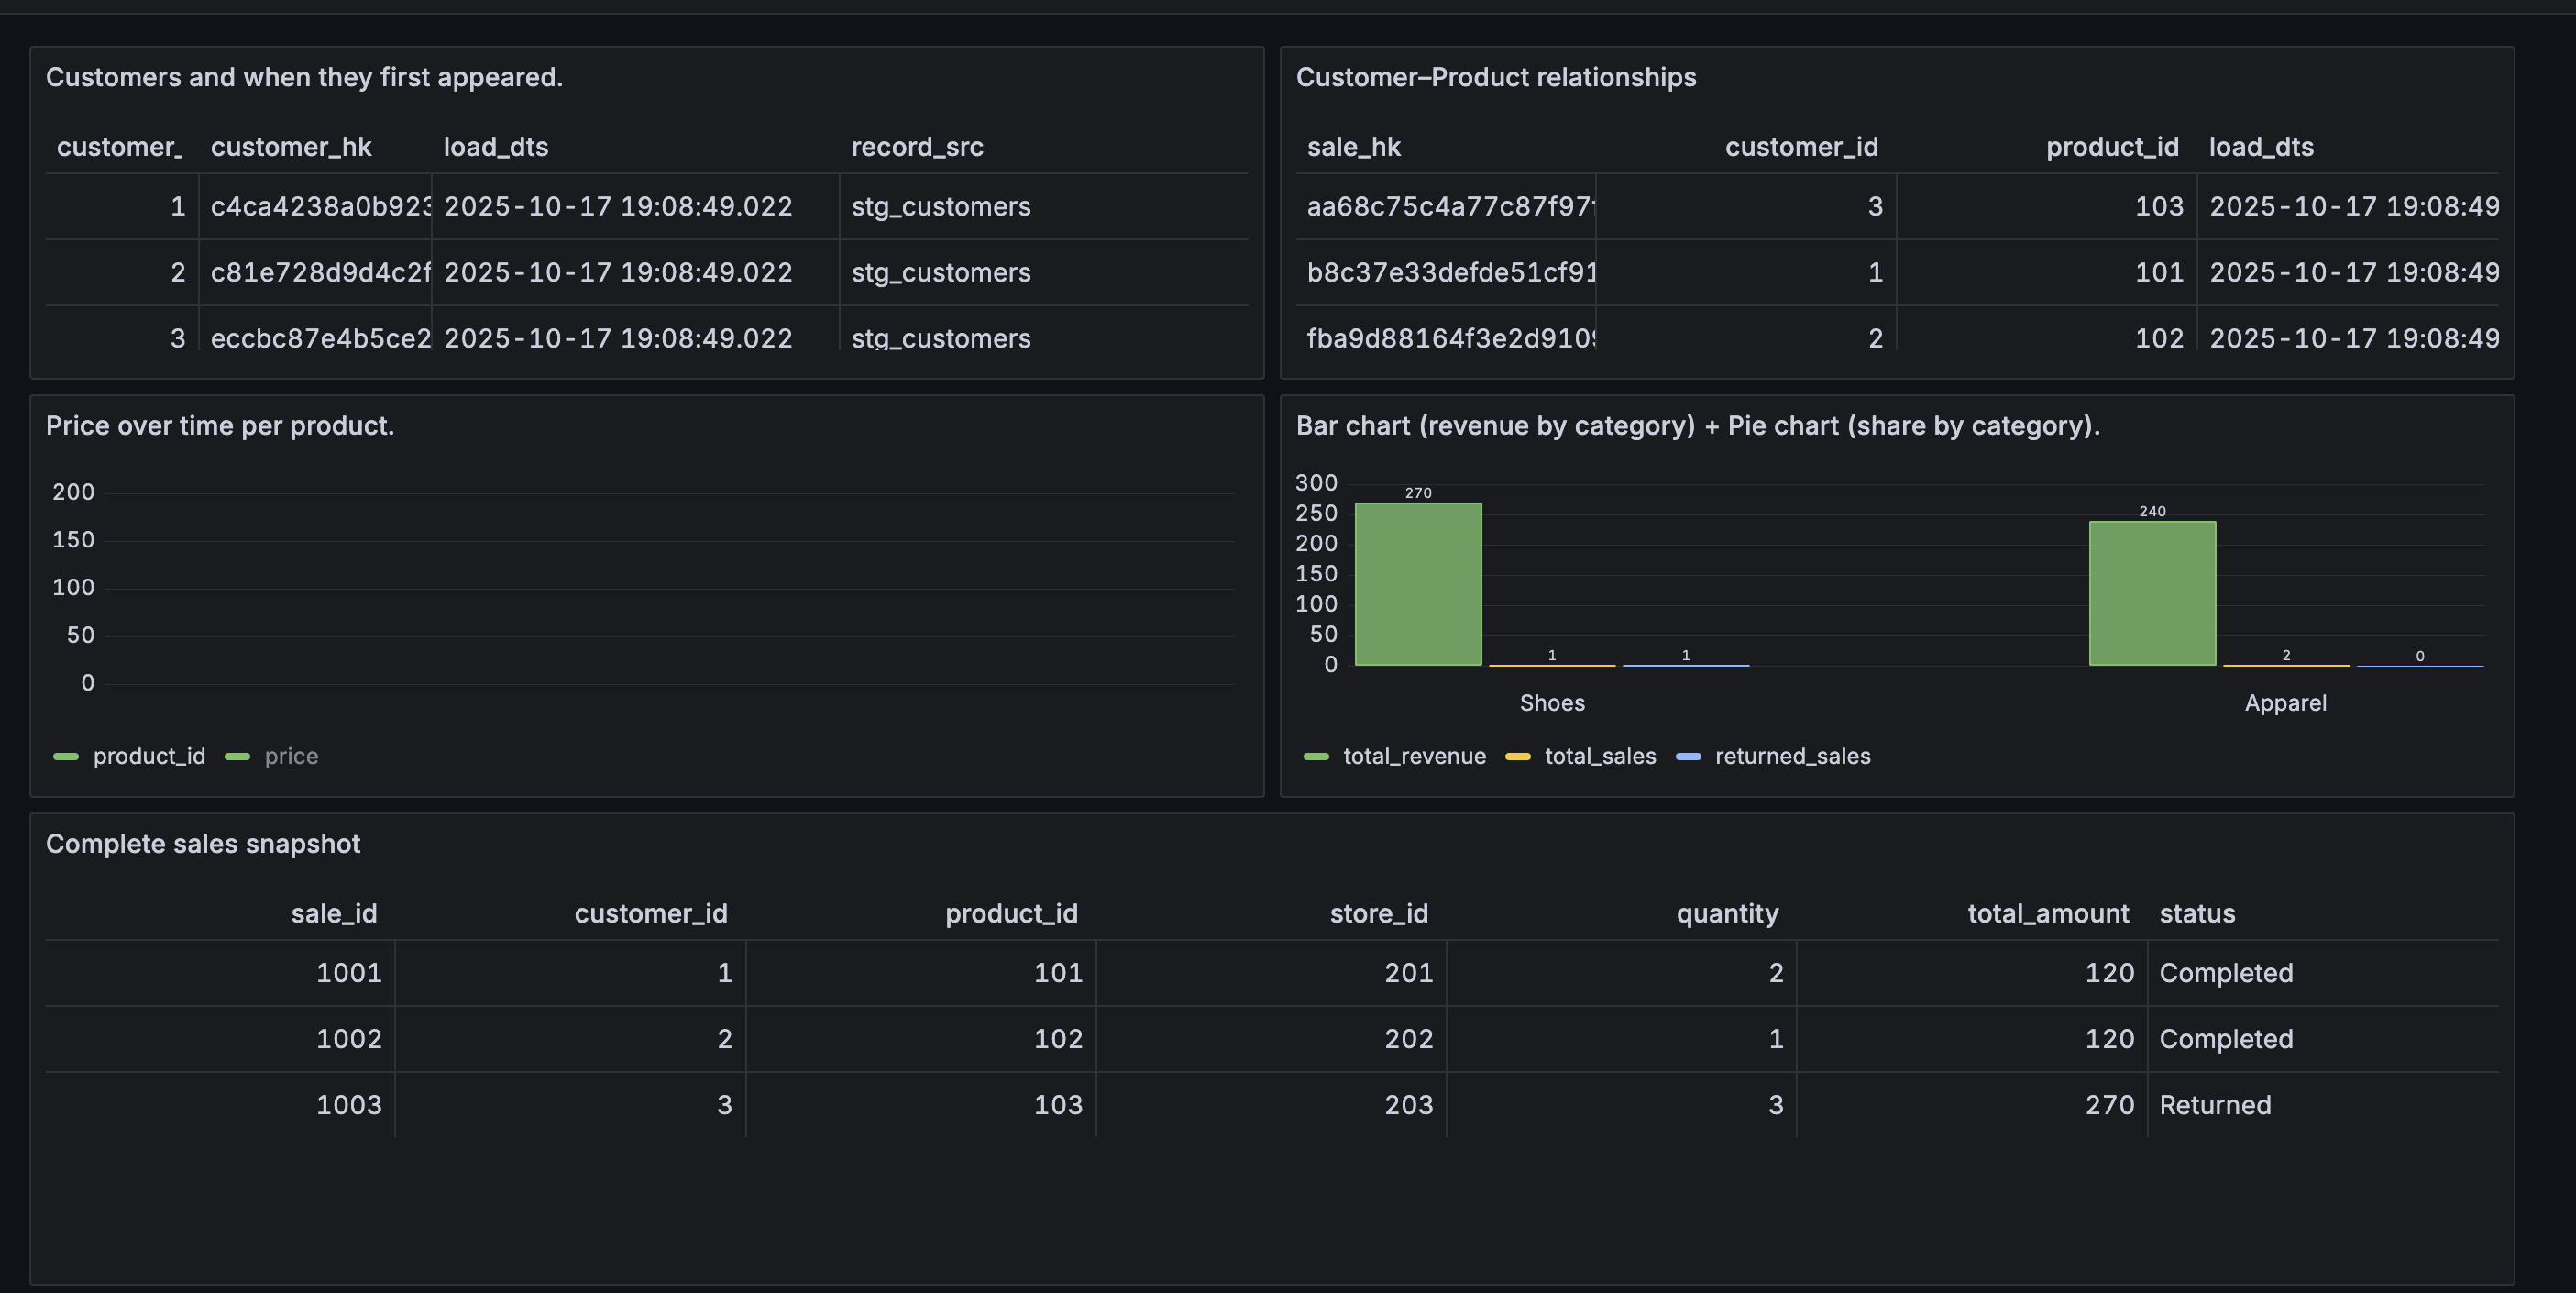 Customers and when they first appeared.
customer_ customer_hk load_dts record_src
1 c4ca4238a0b923 2025-10-17 19:08:49.022 stg_customers
2 c81e728d9d4c2f 2025-10-17 19:08:49.022 stg_customers
3 eccbc87e4b5ce2 2025-10-17 19:08:49.022 stg_customers
Customer–Product relationships
sale_hk customer_id product_id load_dts
aa68c75c4a77c87f97f 3 103 2025-10-17 19:08:49
b8c37e33defde51cf91 1 101 2025-10-17 19:08:49
fba9d88164f3e2d9109 2 102 2025-10-17 19:08:49
Price over time per product.
200
150
100
50
0
product_id price
Bar chart (revenue by category) + Pie chart (share by category).
300
250
200
150
100
50
0
270 1 1 240 2 0
Shoes Apparel
total_revenue total_sales returned_sales
Complete sales snapshot
sale_id customer_id product_id store_id quantity total_amount status
1001 1 101 201 2 120 Completed
1002 2 102 202 1 120 Completed
1003 3 103 203 3 270 Returned